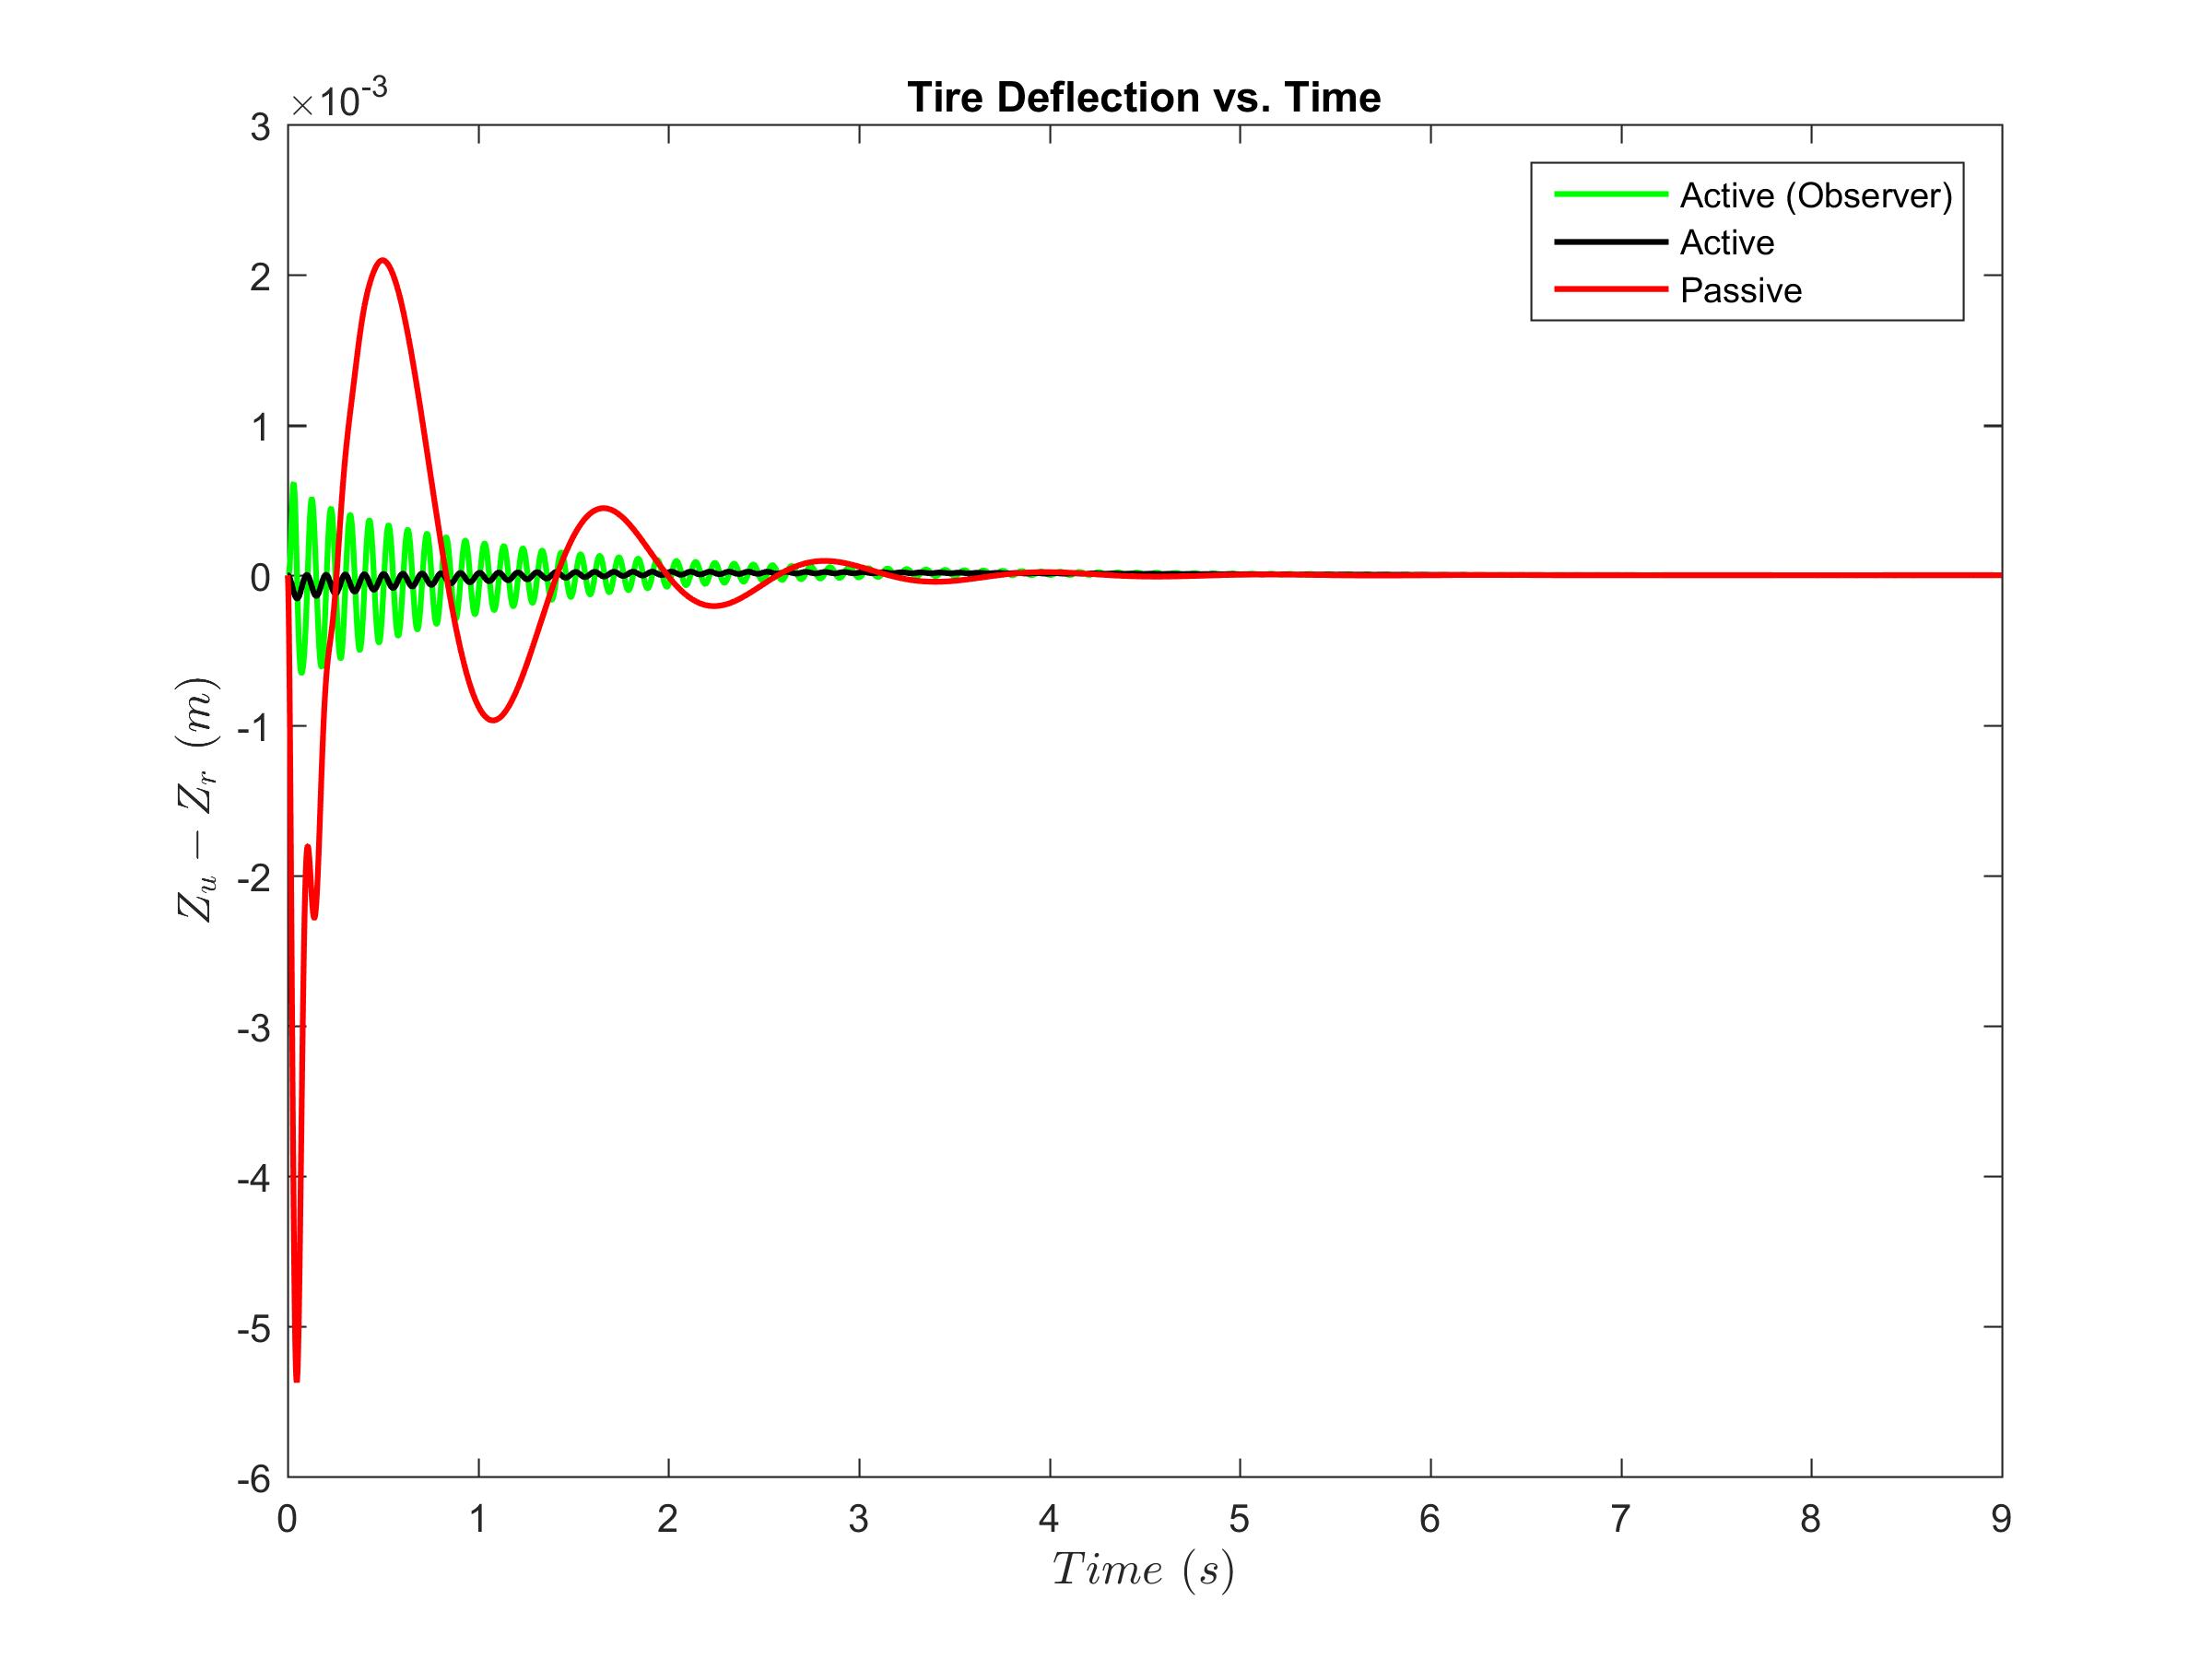 Tire Deflection vs. Time
×10-3
3
2
1
0
-1
-2
-3
-4
-5
-6
Zu − Zr (m)
Active (Observer)
Active
Passive
0 1 2 3 4 5 6 7 8 9
Time (s)